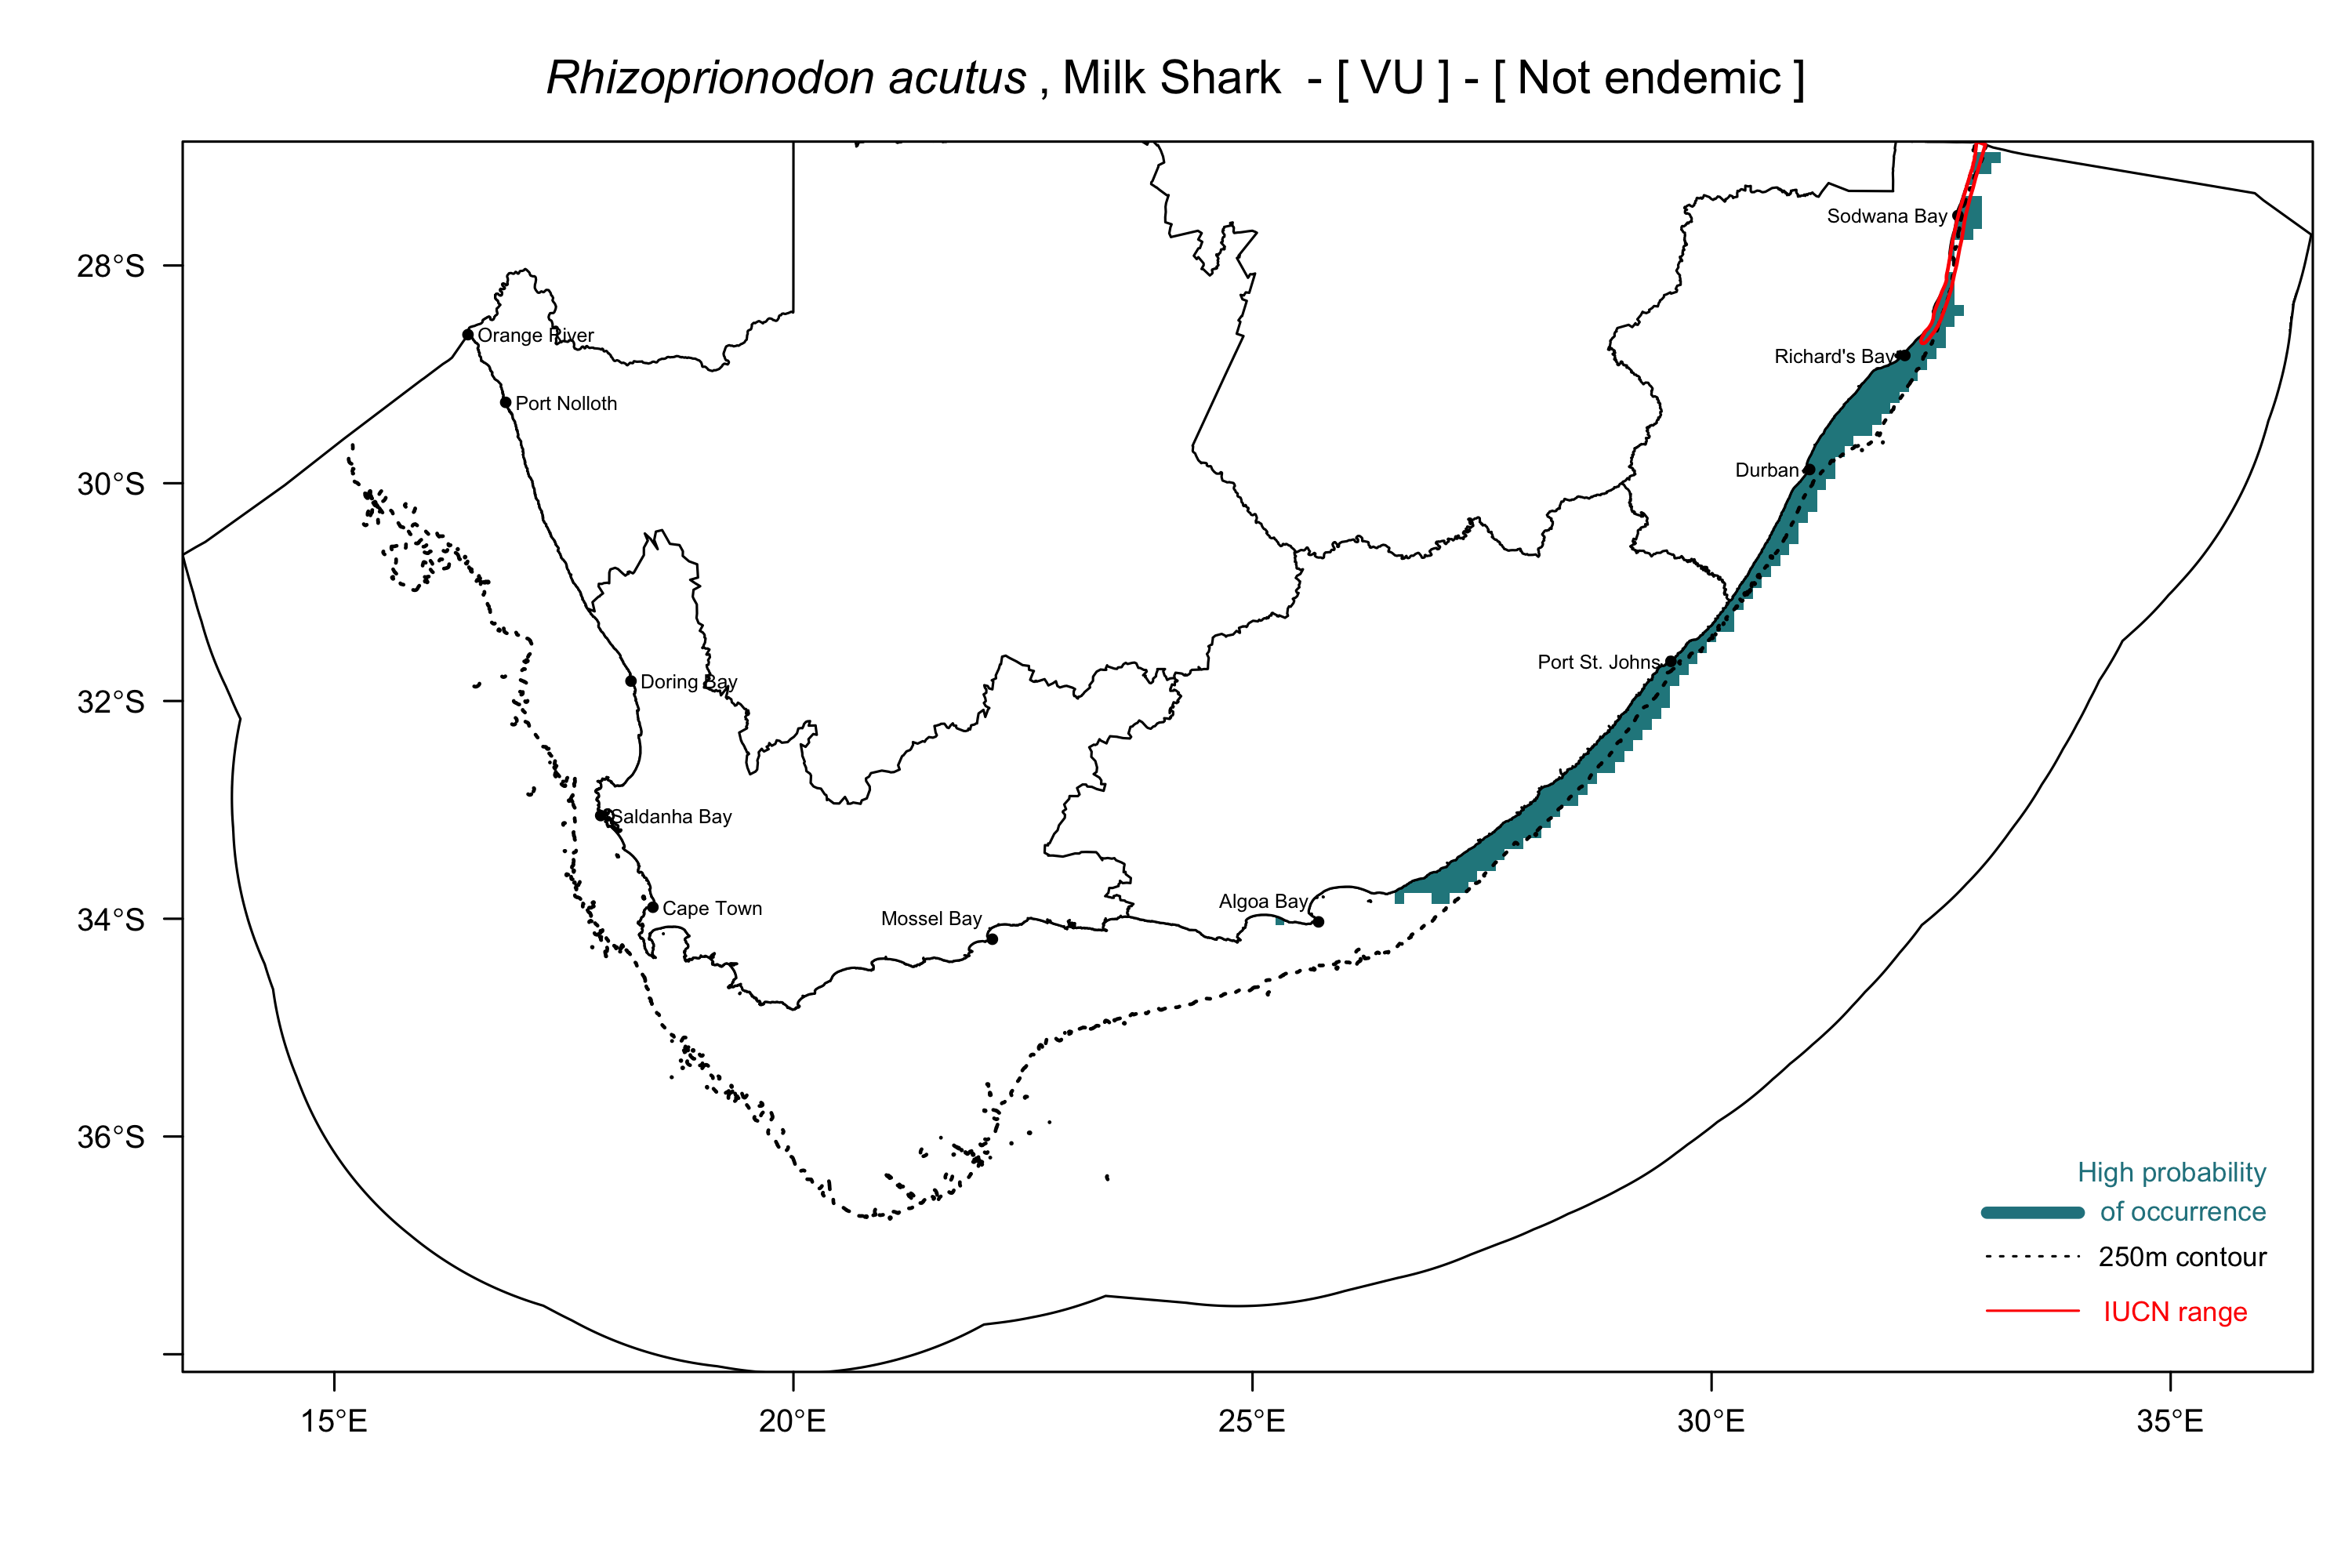 Rhizoprionodon acutus , Milk Shark - [ VU ] - [ Not endemic ]
28°S
30°S
32°S
34°S
36°S
Sodwana Bay
Orange River
Richard's Bay
Port Nolloth
Durban
Port St. Johns
Doring Bay
Saldanha Bay
Algoa Bay
Cape Town
Mossel Bay
High probability
of occurrence
250m contour
IUCN range
15°E
20°E
25°E
30°E
35°E